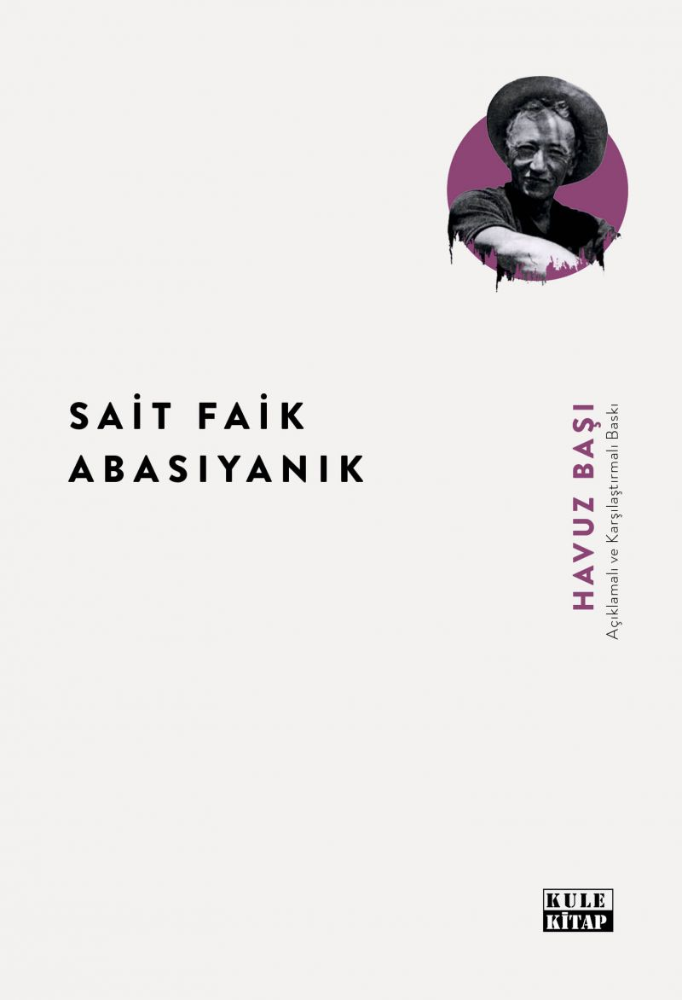 SAİT FAİK
ABASIYANIK
HAVUZ BAŞI
Açıklamalı ve Karşılaştırmalı Baskı
KULE
KİTAP